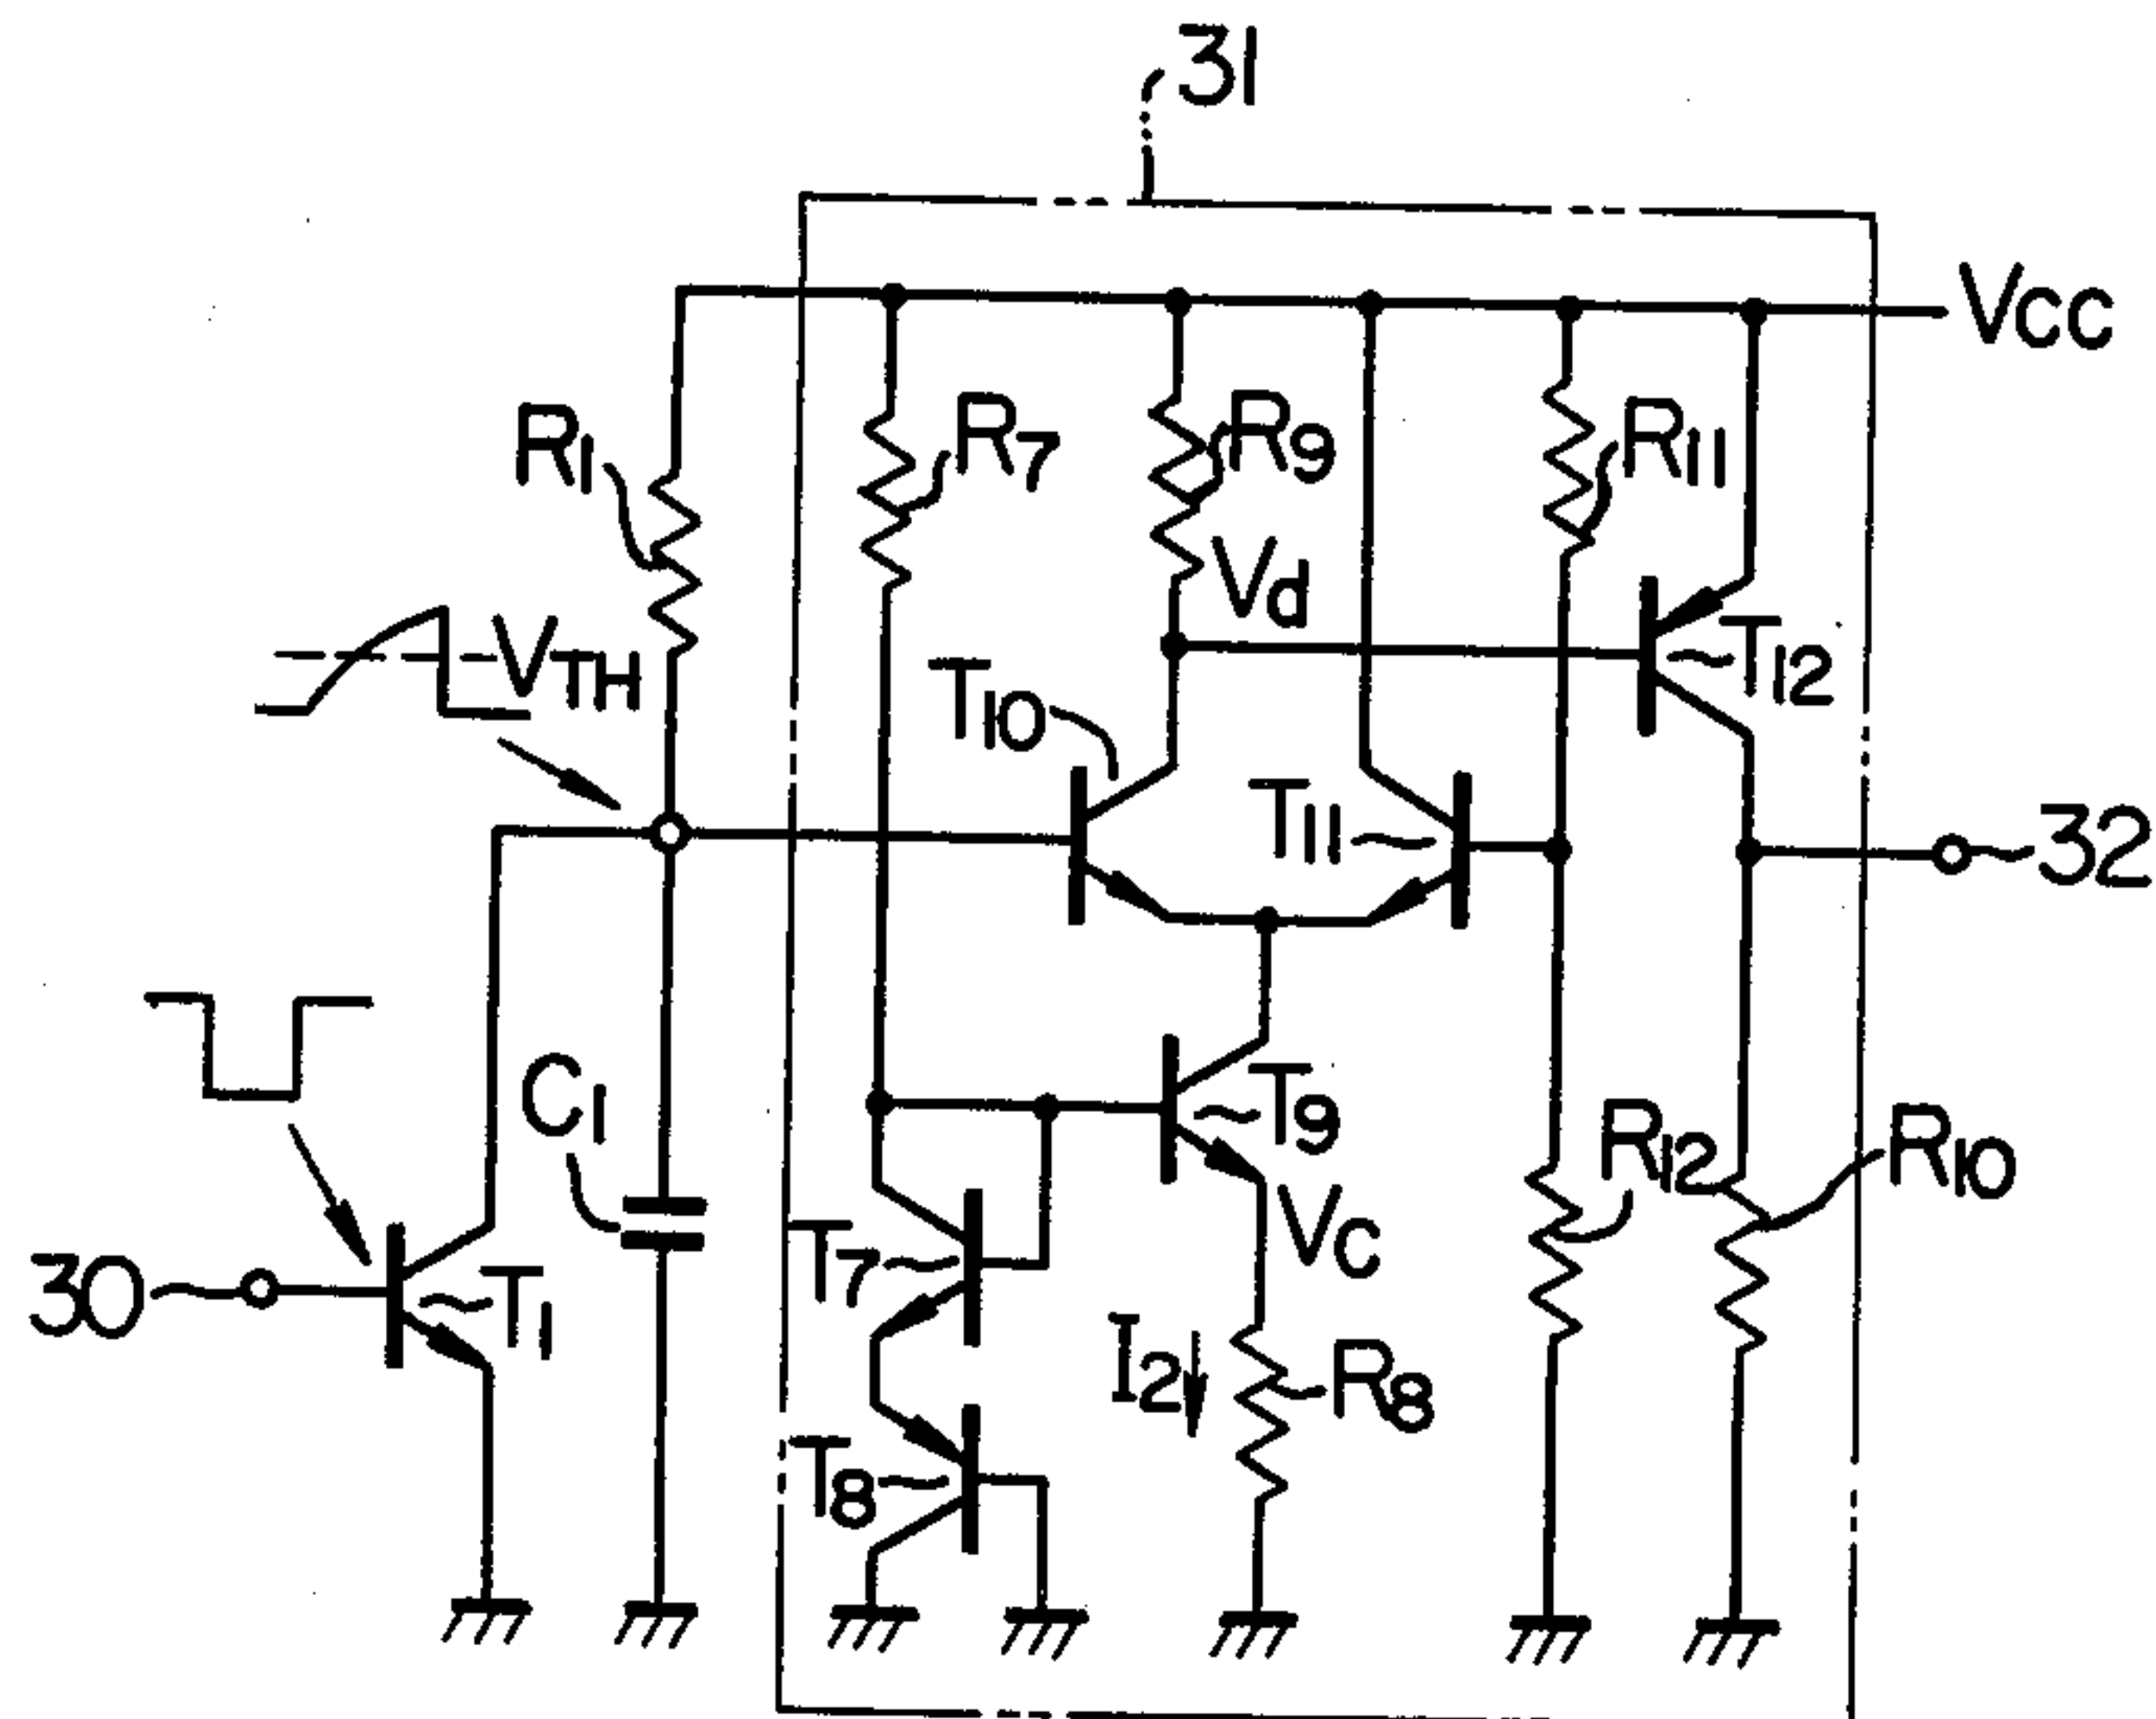 31
VCC
R1
R7
R9
R11
Vd
VTH
T10
T12
T11
32
C1
T9
R12
R10
VC
T7
30
T1
I2
R8
T8